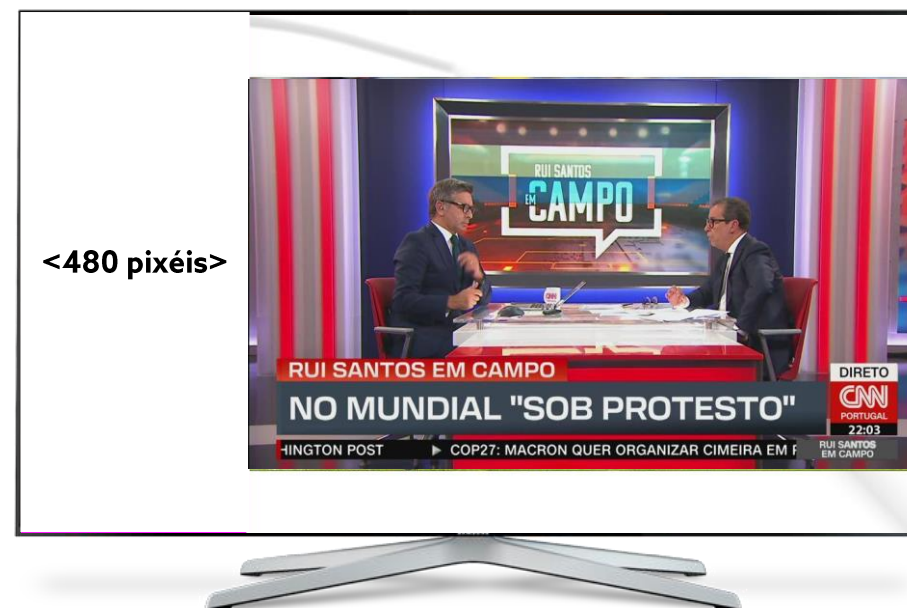 <480 pixéis>
RUI SANTOS
EM CAMPO
RUI SANTOS EM CAMPO
NO MUNDIAL "SOB PROTESTO"
DIRETO
CNN
PORTUGAL
22:03
HINGTON POST ▶ COP27: MACRON QUER ORGANIZAR CIMEIRA EM
RUI SANTOS
EM CAMPO